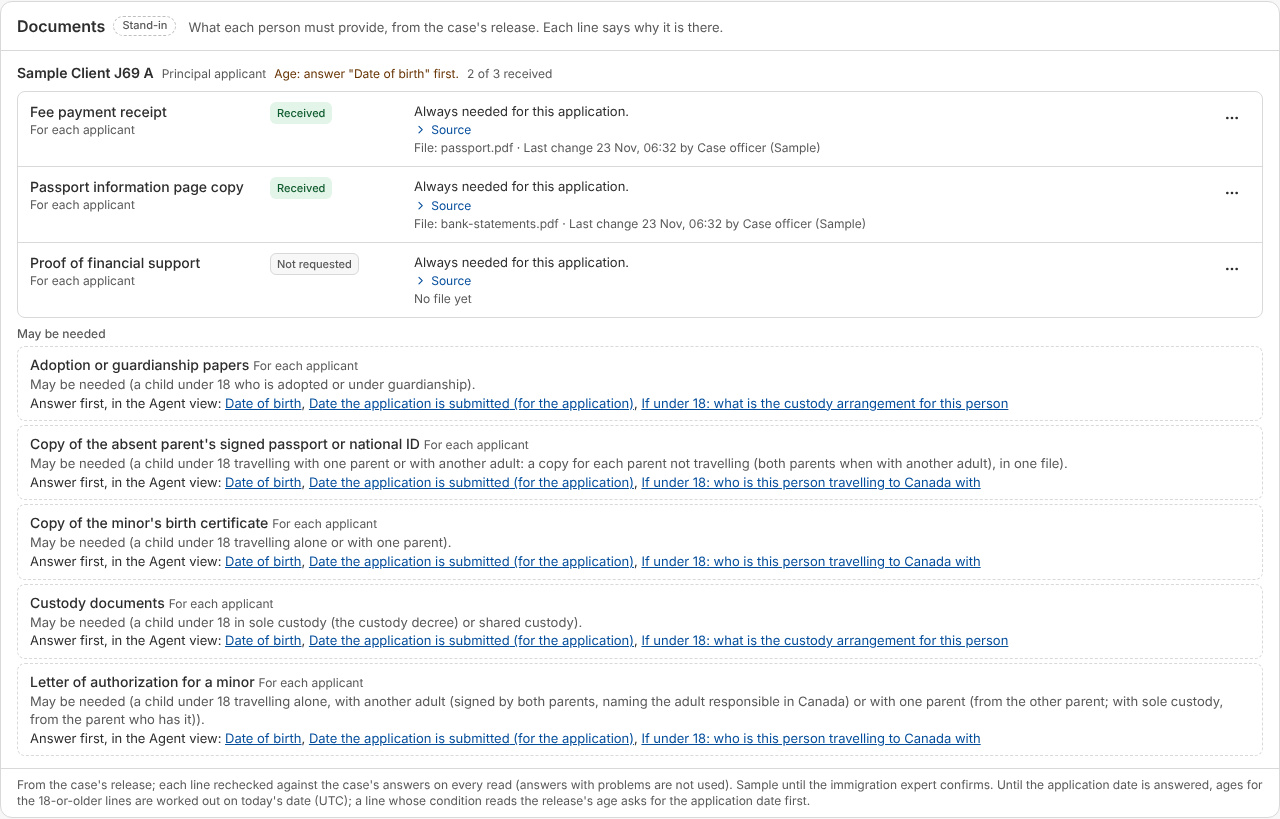 Documents Stand-in What each person must provide, from the case's release. Each line says why it is there.
Sample Client J69 A Principal applicant Age: answer "Date of birth" first. 2 of 3 received
Fee payment receipt Received Always needed for this application. ...
For each applicant > Source
File: passport.pdf · Last change 23 Nov, 06:32 by Case officer (Sample)
Passport information page copy Received Always needed for this application. ...
For each applicant > Source
File: bank-statements.pdf · Last change 23 Nov, 06:32 by Case officer (Sample)
Proof of financial support Not requested Always needed for this application. ...
For each applicant > Source
No file yet
May be needed
Adoption or guardianship papers For each applicant
May be needed (a child under 18 who is adopted or under guardianship).
Answer first, in the Agent view: Date of birth, Date the application is submitted (for the application), If under 18: what is the custody arrangement for this person
Copy of the absent parent's signed passport or national ID For each applicant
May be needed (a child under 18 travelling with one parent or with another adult: a copy for each parent not travelling (both parents when with another adult), in one file).
Answer first, in the Agent view: Date of birth, Date the application is submitted (for the application), If under 18: who is this person travelling to Canada with
Copy of the minor's birth certificate For each applicant
May be needed (a child under 18 travelling alone or with one parent).
Answer first, in the Agent view: Date of birth, Date the application is submitted (for the application), If under 18: who is this person travelling to Canada with
Custody documents For each applicant
May be needed (a child under 18 in sole custody (the custody decree) or shared custody).
Answer first, in the Agent view: Date of birth, Date the application is submitted (for the application), If under 18: what is the custody arrangement for this person
Letter of authorization for a minor For each applicant
May be needed (a child under 18 travelling alone, with another adult (signed by both parents, naming the adult responsible in Canada) or with one parent (from the other parent; with sole custody,
from the parent who has it)).
Answer first, in the Agent view: Date of birth, Date the application is submitted (for the application), If under 18: who is this person travelling to Canada with
From the case's release; each line rechecked against the case's answers on every read (answers with problems are not used). Sample until the immigration expert confirms. Until the application date is answered, ages for
the 18-or-older lines are worked out on today's date (UTC); a line whose condition reads the release's age asks for the application date first.